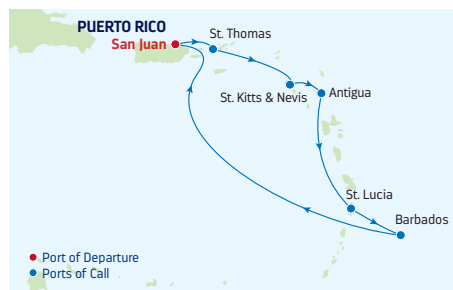 PUERTO RICO
San Juan
St. Thomas
St. Kitts & Nevis
Antigua
St. Lucia
Barbados
Port of Departure
Ports of Call